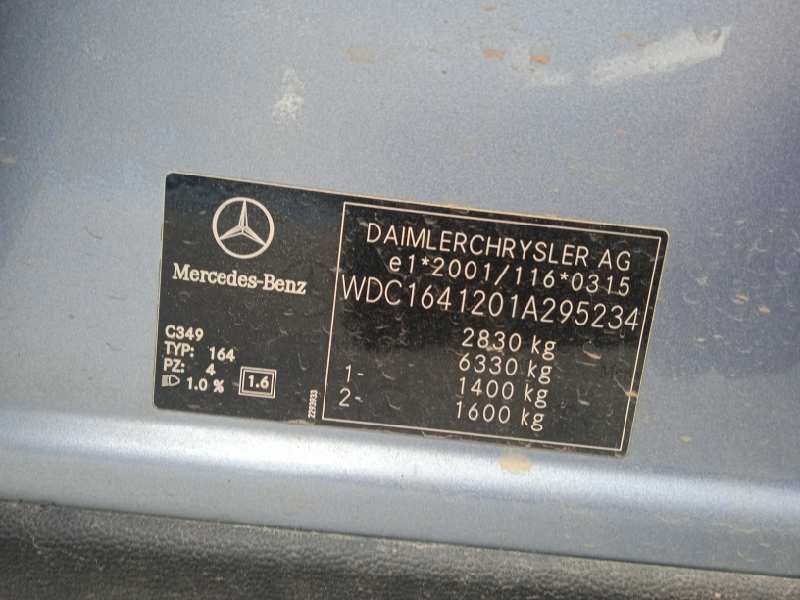 Mercedes-Benz
C349
TYP: 164
PZ: 4
1.0 %
1.6
2293933
DAIMLERCHRYSLER AG
e1*2001/116*0315
WDC1641201A295234
2830 kg
6330 kg
1- 1400 kg
2- 1600 kg